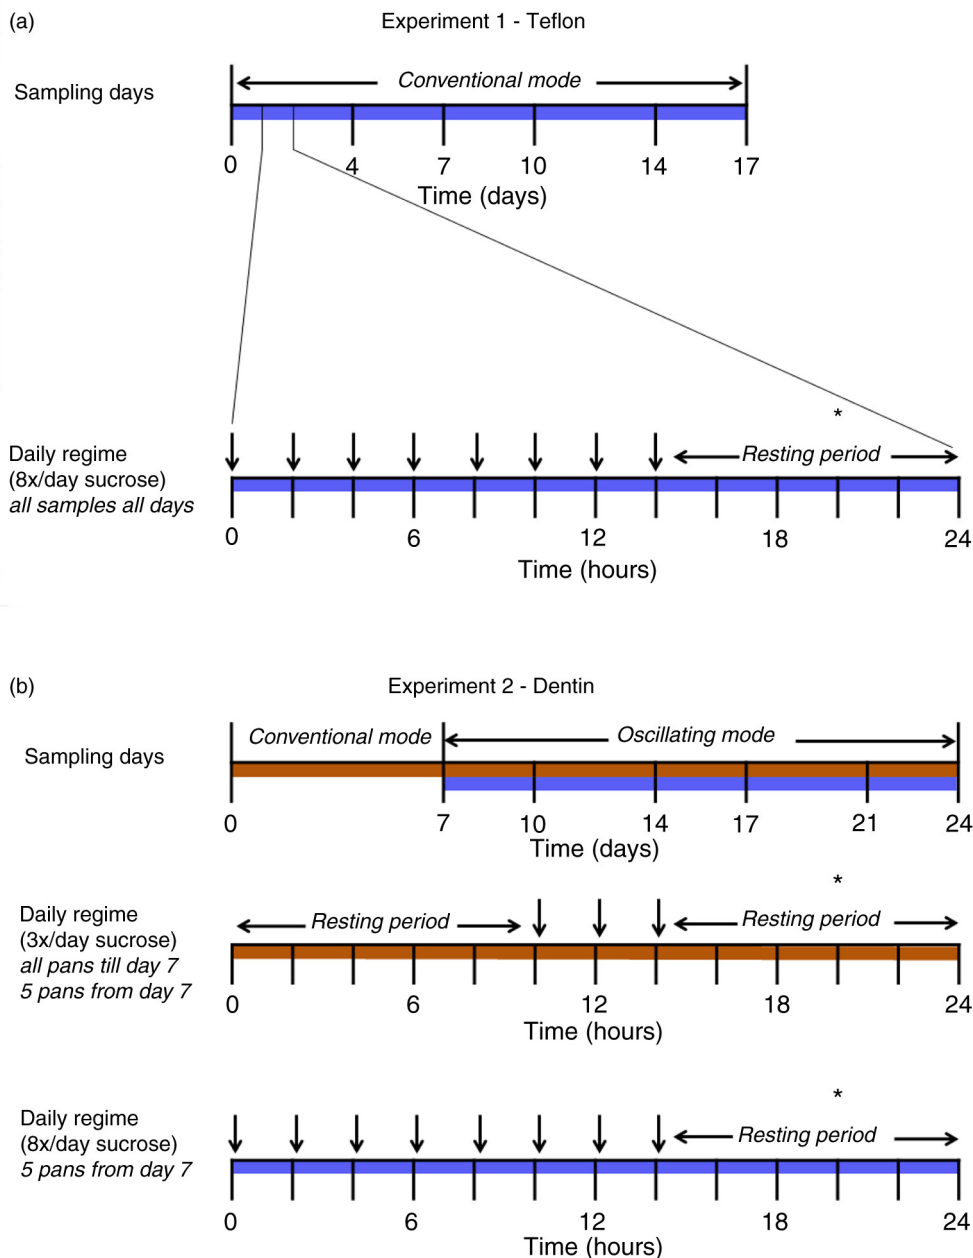 (a)
Experiment 1 - Teflon
Sampling days
Conventional mode
0 4 7 10 14 17
Time (days)
*
Daily regime
(8x/day sucrose)
all samples all days
Resting period
0 6 12 18 24
Time (hours)
(b)
Experiment 2 - Dentin
Sampling days
Conventional mode Oscillating mode
0 7 10 14 17 21 24
Time (days)
*
Daily regime
(3x/day sucrose)
all pans till day 7
5 pans from day 7
Resting period Resting period
0 6 12 18 24
Time (hours)
*
Daily regime
(8x/day sucrose)
5 pans from day 7
Resting period
0 6 12 18 24
Time (hours)